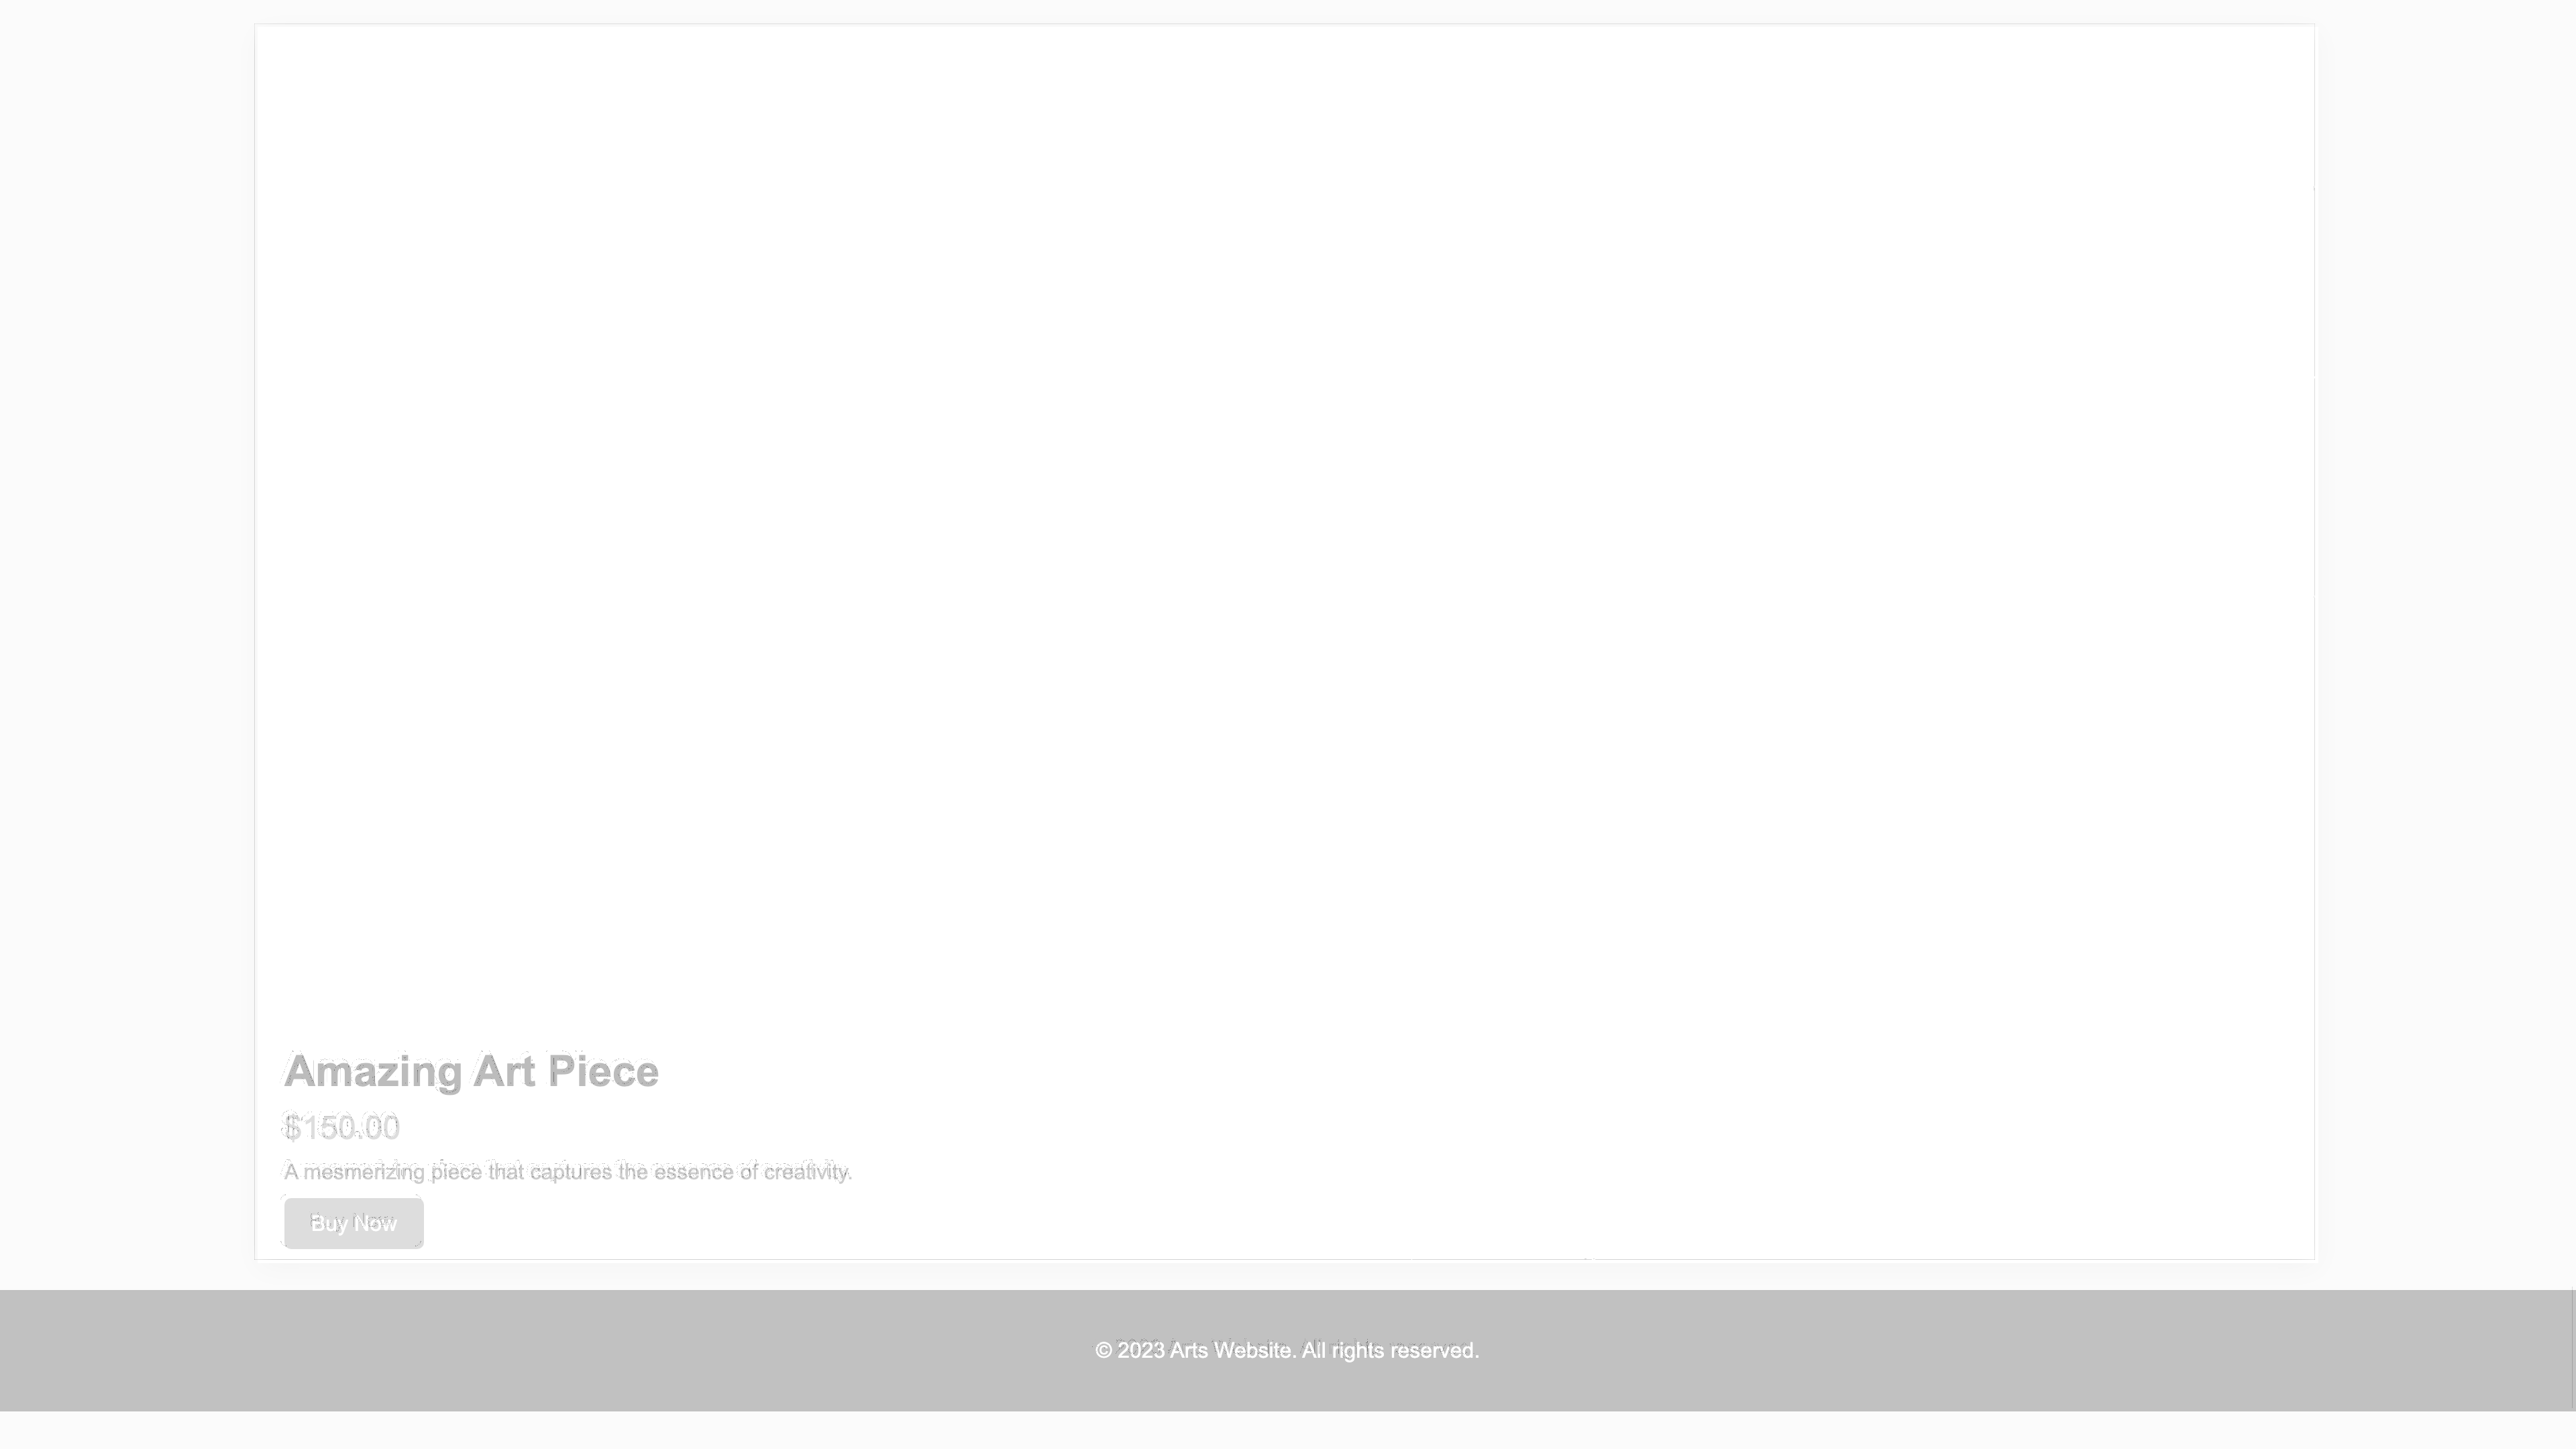 Amazing Art Piece
$150.00
A mesmerizing piece that captures the essence of creativity.
Buy Now
© 2023 Arts Website. All rights reserved.